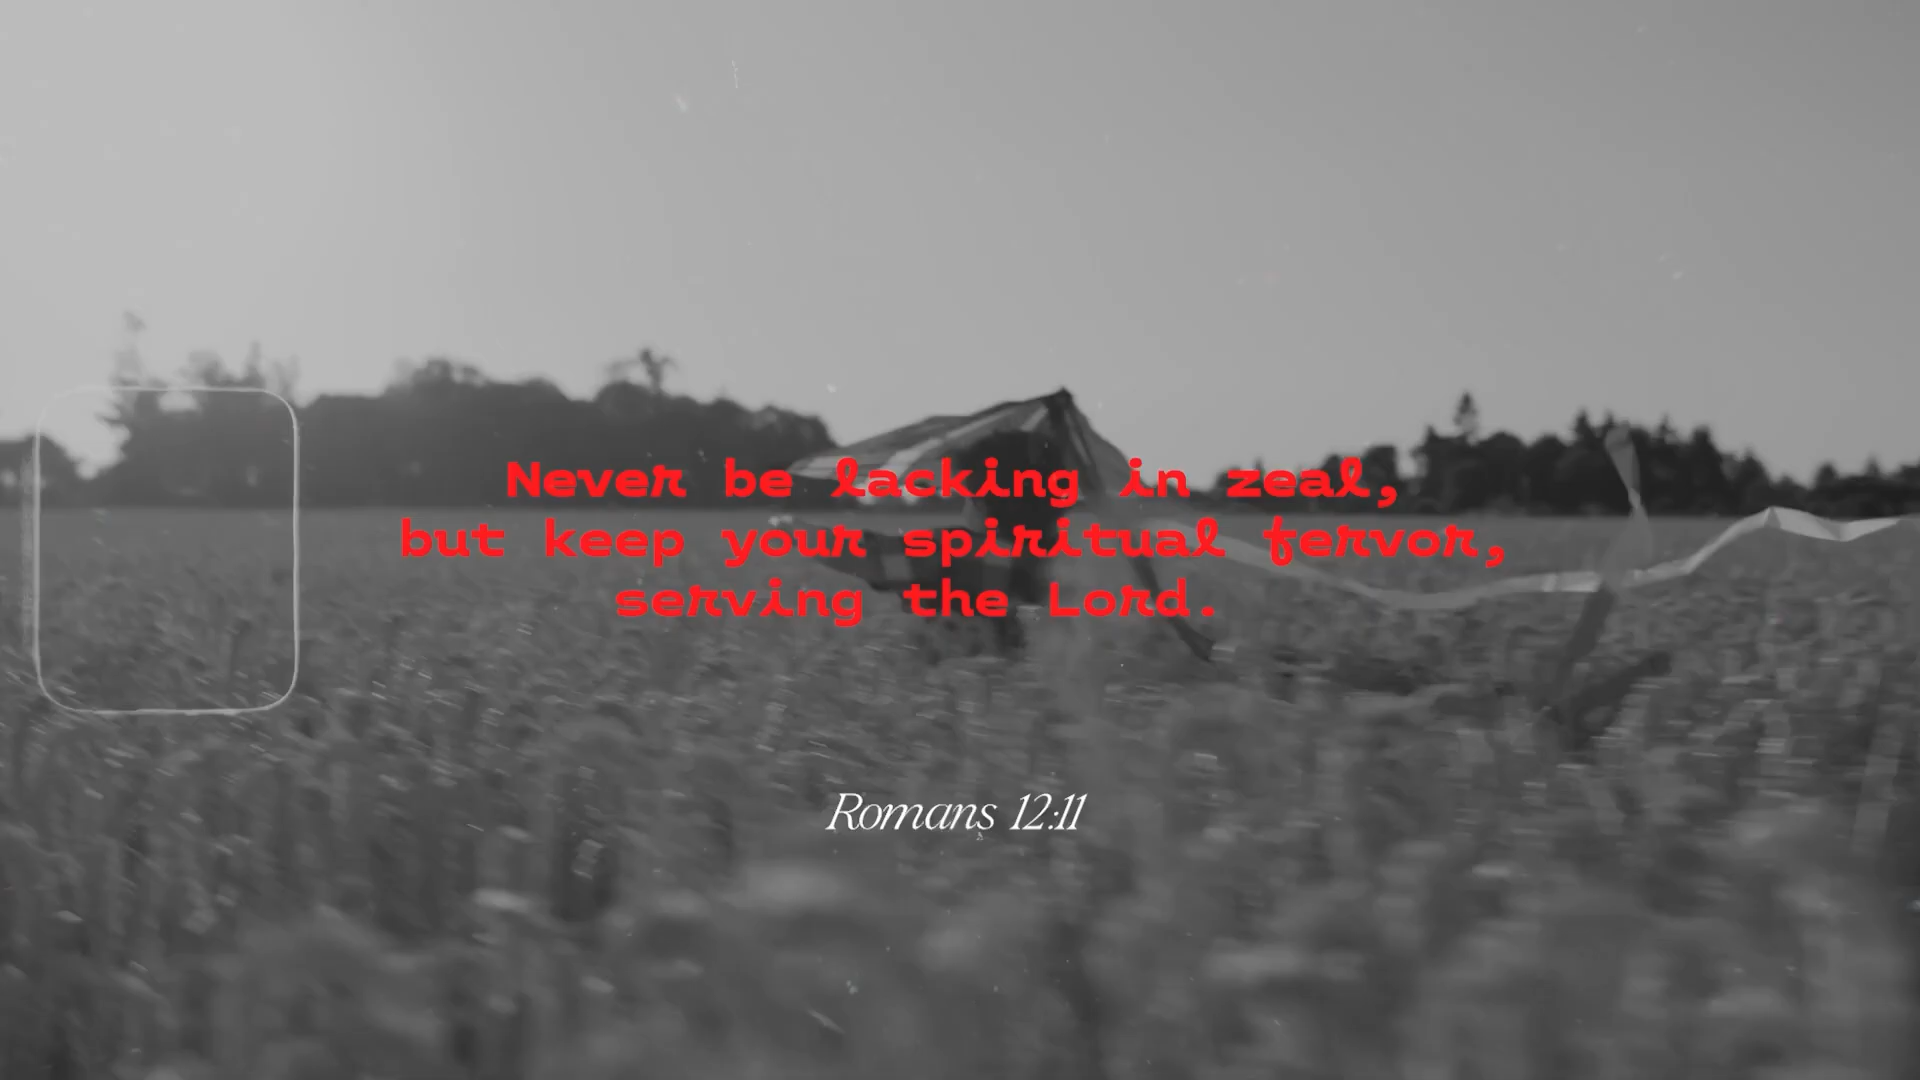 Never be lacking in zeal,
but keep your spiritual fervor,
serving the Lord.
Romans 12:11